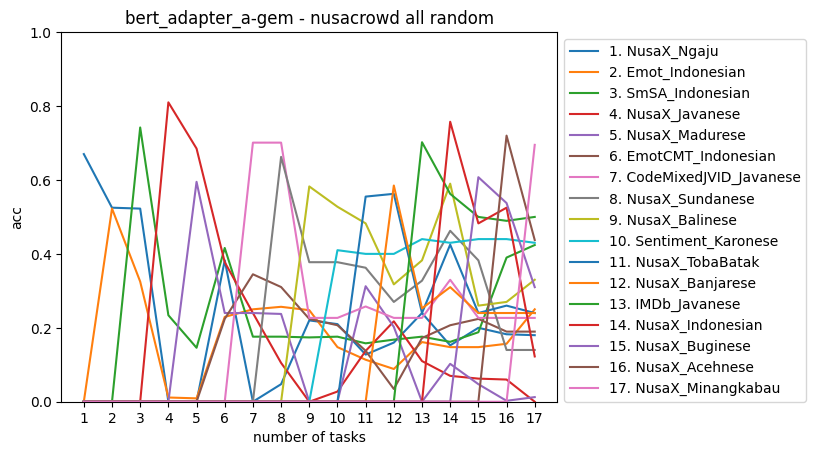 bert_adapter_a-gem - nusacrowd all random
1.0
0.8
0.6
0.4
0.2
0.0
acc
1 2 3 4 5 6 7 8 9 10 11 12 13 14 15 16 17
number of tasks
1. NusaX_Ngaju
2. Emot_Indonesian
3. SmSA_Indonesian
4. NusaX_Javanese
5. NusaX_Madurese
6. EmotCMT_Indonesian
7. CodeMixedJVID_Javanese
8. NusaX_Sundanese
9. NusaX_Balinese
10. Sentiment_Karonese
11. NusaX_TobaBatak
12. NusaX_Banjarese
13. IMDb_Javanese
14. NusaX_Indonesian
15. NusaX_Buginese
16. NusaX_Acehnese
17. NusaX_Minangkabau